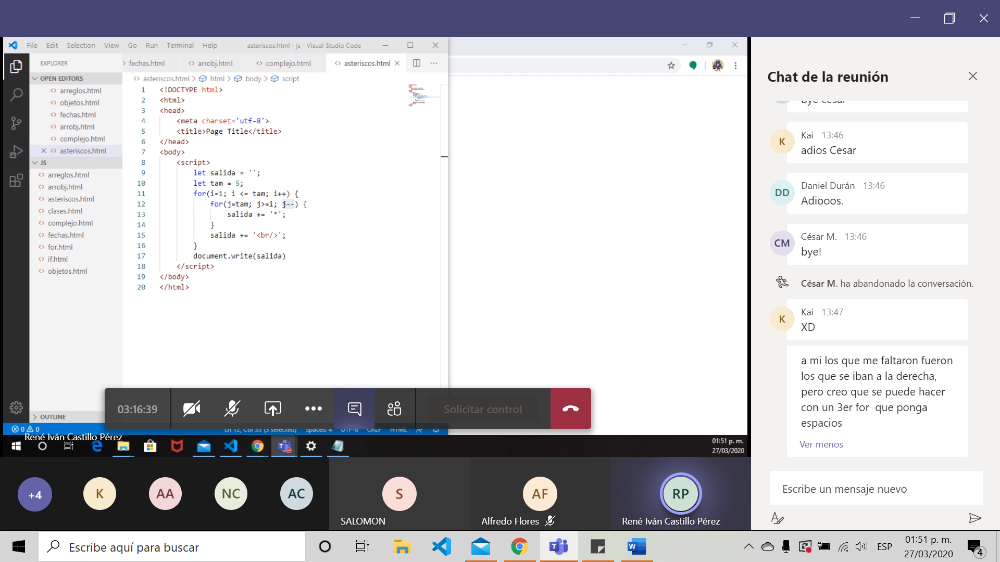 File Edit Selection View Go Run Terminal Help asteriscos.html - js - Visual Studio Code
EXPLORER
fechas.html arrobj.html complejo.html asteriscos.html
OPEN EDITORS
arreglos.html
objetos.html
fechas.html
arrobj.html
complejo.html
asteriscos.html
JS
arreglos.html
arrobj.html
asteriscos.html
clases.html
complejo.html
fechas.html
for.html
if.html
objetos.html
OUTLINE
asteriscos.html > html > body > script
1 <!DOCTYPE html>
2 <html>
3 <head>
4 <meta charset='utf-8'>
5 <title>Page Title</title>
6 </head>
7 <body>
8 <script>
9 let salida = '';
10 let tam = 5;
11 for(i=1; i <= tam; i++) {
12 for(j=tam; j>=i; j--) {
13 salida += '*';
14 }
15 salida += '<br/>';
16 }
17 document.write(salida)
18 </script>
19 </body>
20 </html>
03:16:39
Solicitar control
0 0 Ln 12, Col 33 (3 selected) Spaces: 4 UTF-8 CRLF HTML
René Iván Castillo Pérez
01:51 p. m.
27/03/2020
+4 K AA NC AC S AF RP
SALOMON Alfredo Flores René Iván Castillo Pérez
Chat de la reunión
bye cesar
K
Kai 13:46
adios Cesar
DD
Daniel Durán 13:46
Adiooos.
CM
César M. 13:46
bye!
César M. ha abandonado la conversación.
K
Kai 13:47
XD
a mi los que me faltaron fueron
los que se iban a la derecha,
pero creo que se puede hacer
con un 3er for que ponga
espacios
Ver menos
Escribe un mensaje nuevo
Escribe aquí para buscar
ESP
01:51 p. m.
27/03/2020
4